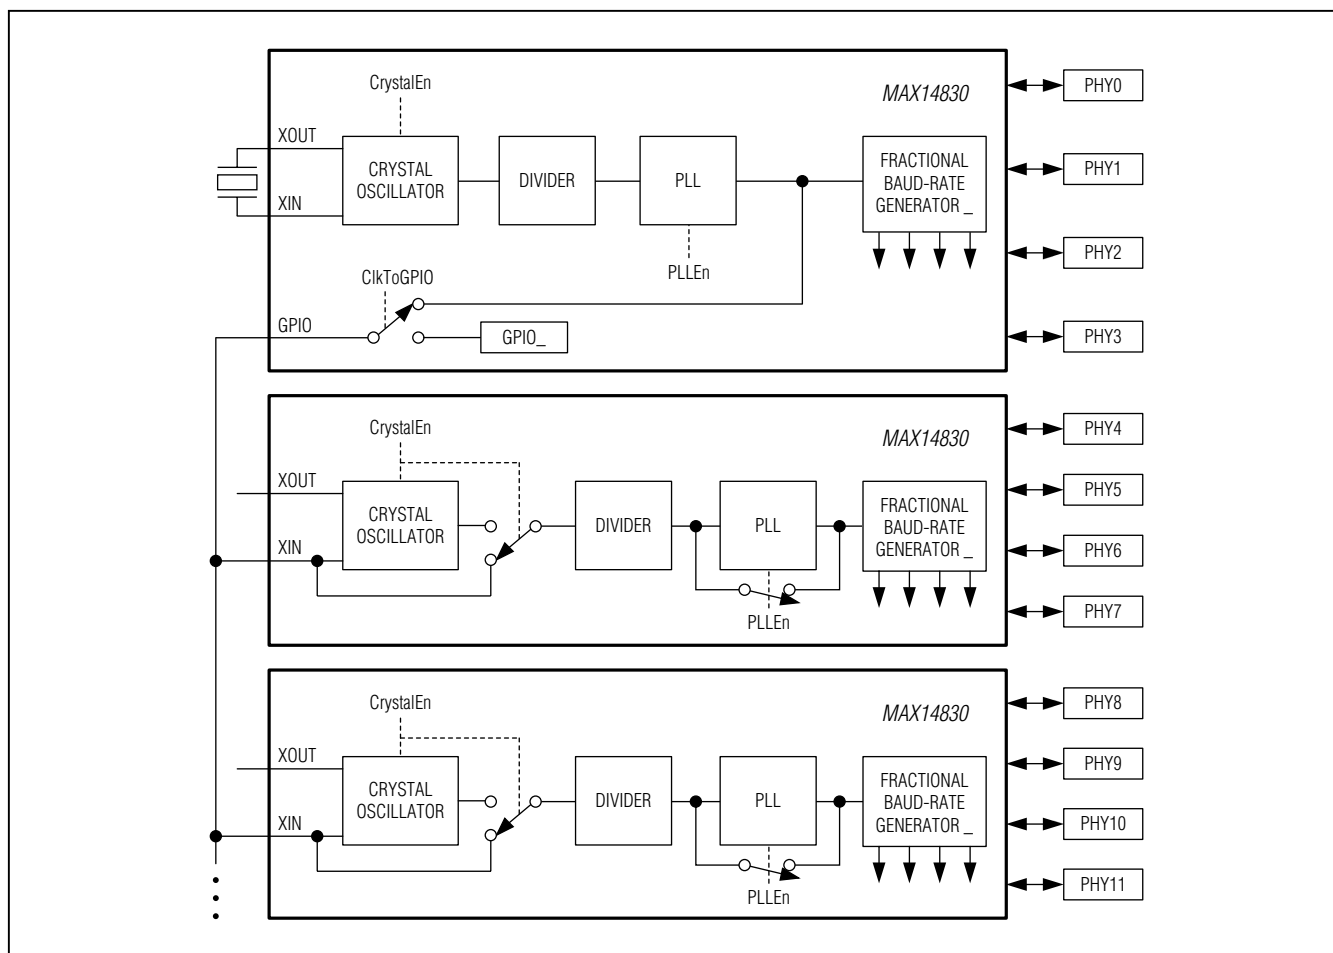 CrystalEn
MAX14830
PHY0
XOUT
CRYSTAL
OSCILLATOR
DIVIDER
PLL
FRACTIONAL
BAUD-RATE
GENERATOR _
PHY1
XIN
PHY2
ClkToGPIO
PLLEn
GPIO
GPIO_
PHY3
CrystalEn
MAX14830
PHY4
XOUT
CRYSTAL
OSCILLATOR
DIVIDER
PLL
FRACTIONAL
BAUD-RATE
GENERATOR _
PHY5
XIN
PHY6
PLLEn
PHY7
CrystalEn
MAX14830
PHY8
XOUT
CRYSTAL
OSCILLATOR
DIVIDER
PLL
FRACTIONAL
BAUD-RATE
GENERATOR _
PHY9
XIN
PHY10
PLLEn
PHY11